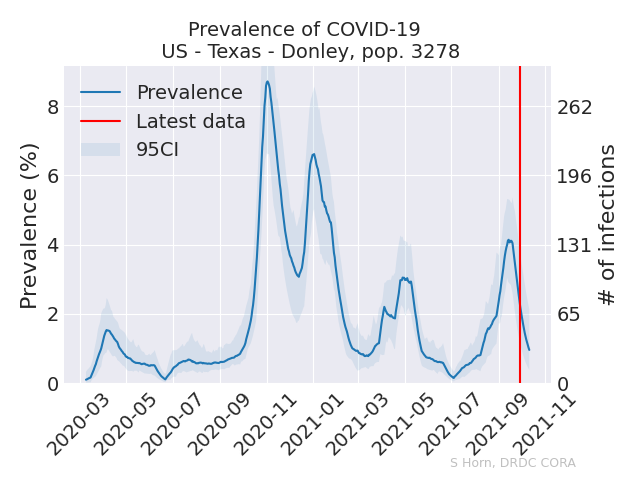 Prevalence of COVID-19
US - Texas - Donley, pop. 3278
Prevalence
Latest data
95CI
Prevalence (%)
8
6
4
2
0
# of infections
262
196
131
65
0
2020-03
2020-05
2020-07
2020-09
2020-11
2021-01
2021-03
2021-05
2021-07
2021-09
2021-11
S Horn, DRDC CORA